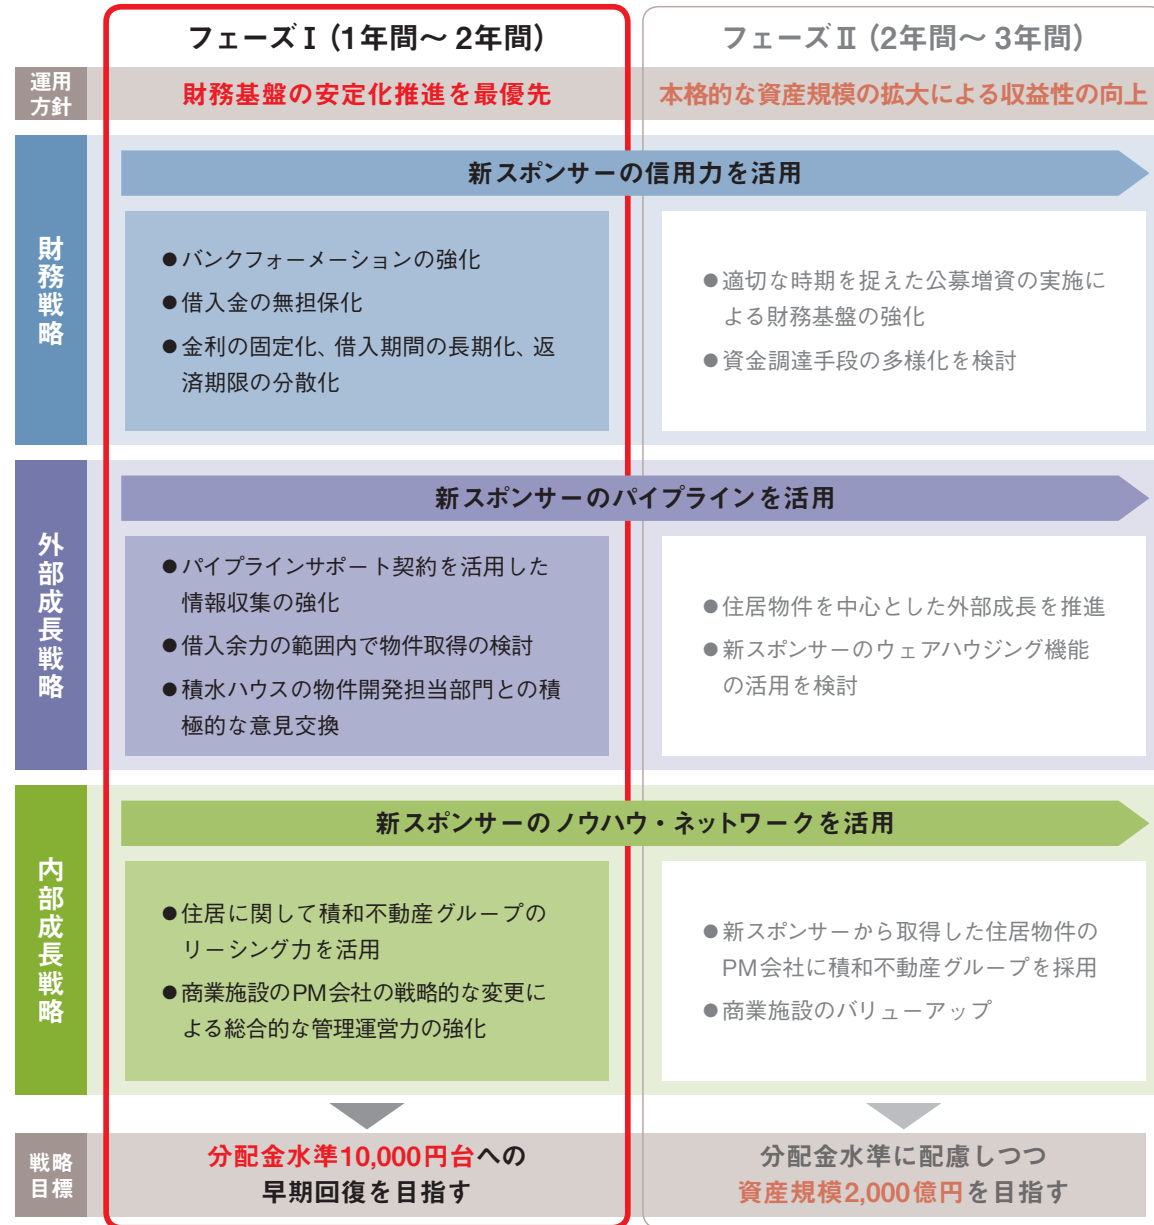 フェーズⅠ（1年間～2年間）
フェーズⅡ（2年間～3年間）
運用
方針
財務基盤の安定化推進を最優先
本格的な資産規模の拡大による収益性の向上
財務戦略
新スポンサーの信用力を活用
●バンクフォーメーションの強化
●借入金の無担保化
●金利の固定化、借入期間の長期化、返
済期限の分散化
●適切な時期を捉えた公募増資の実施に
よる財務基盤の強化
●資金調達手段の多様化を検討
外部成長戦略
新スポンサーのパイプラインを活用
●パイプラインサポート契約を活用した
情報収集の強化
●借入余力の範囲内で物件取得の検討
●積水ハウスの物件開発担当部門との積
極的な意見交換
●住居物件を中心とした外部成長を推進
●新スポンサーのウェアハウジング機能
の活用を検討
内部成長戦略
新スポンサーのノウハウ・ネットワークを活用
●住居に関して積和不動産グループの
リーシング力を活用
●商業施設のPM会社の戦略的な変更に
よる総合的な管理運営力の強化
●新スポンサーから取得した住居物件の
PM会社に積和不動産グループを採用
●商業施設のバリューアップ
戦略
目標
分配金水準10,000円台への
早期回復を目指す
分配金水準に配慮しつつ
資産規模2,000億円を目指す